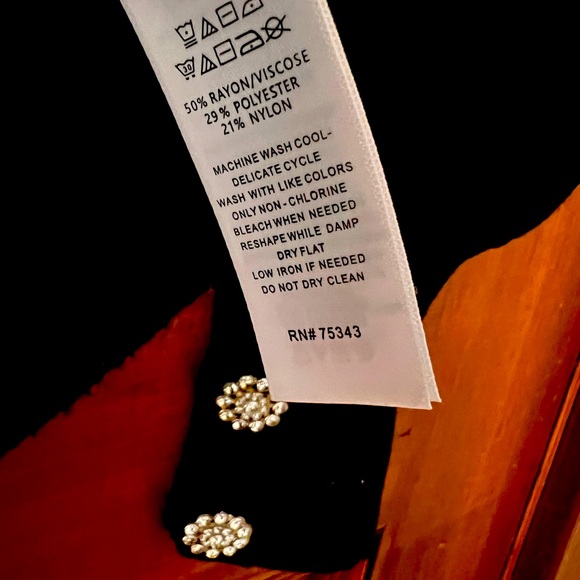 30
50% RAYON/VISCOSE
29% POLYESTER
21% NYLON
MACHINE WASH COOL-
DELICATE CYCLE
WASH WITH LIKE COLORS
ONLY NON-CHLORINE
BLEACH WHEN NEEDED
RESHAPE WHILE DAMP
DRY FLAT
LOW IRON IF NEEDED
DO NOT DRY CLEAN
RN# 75343